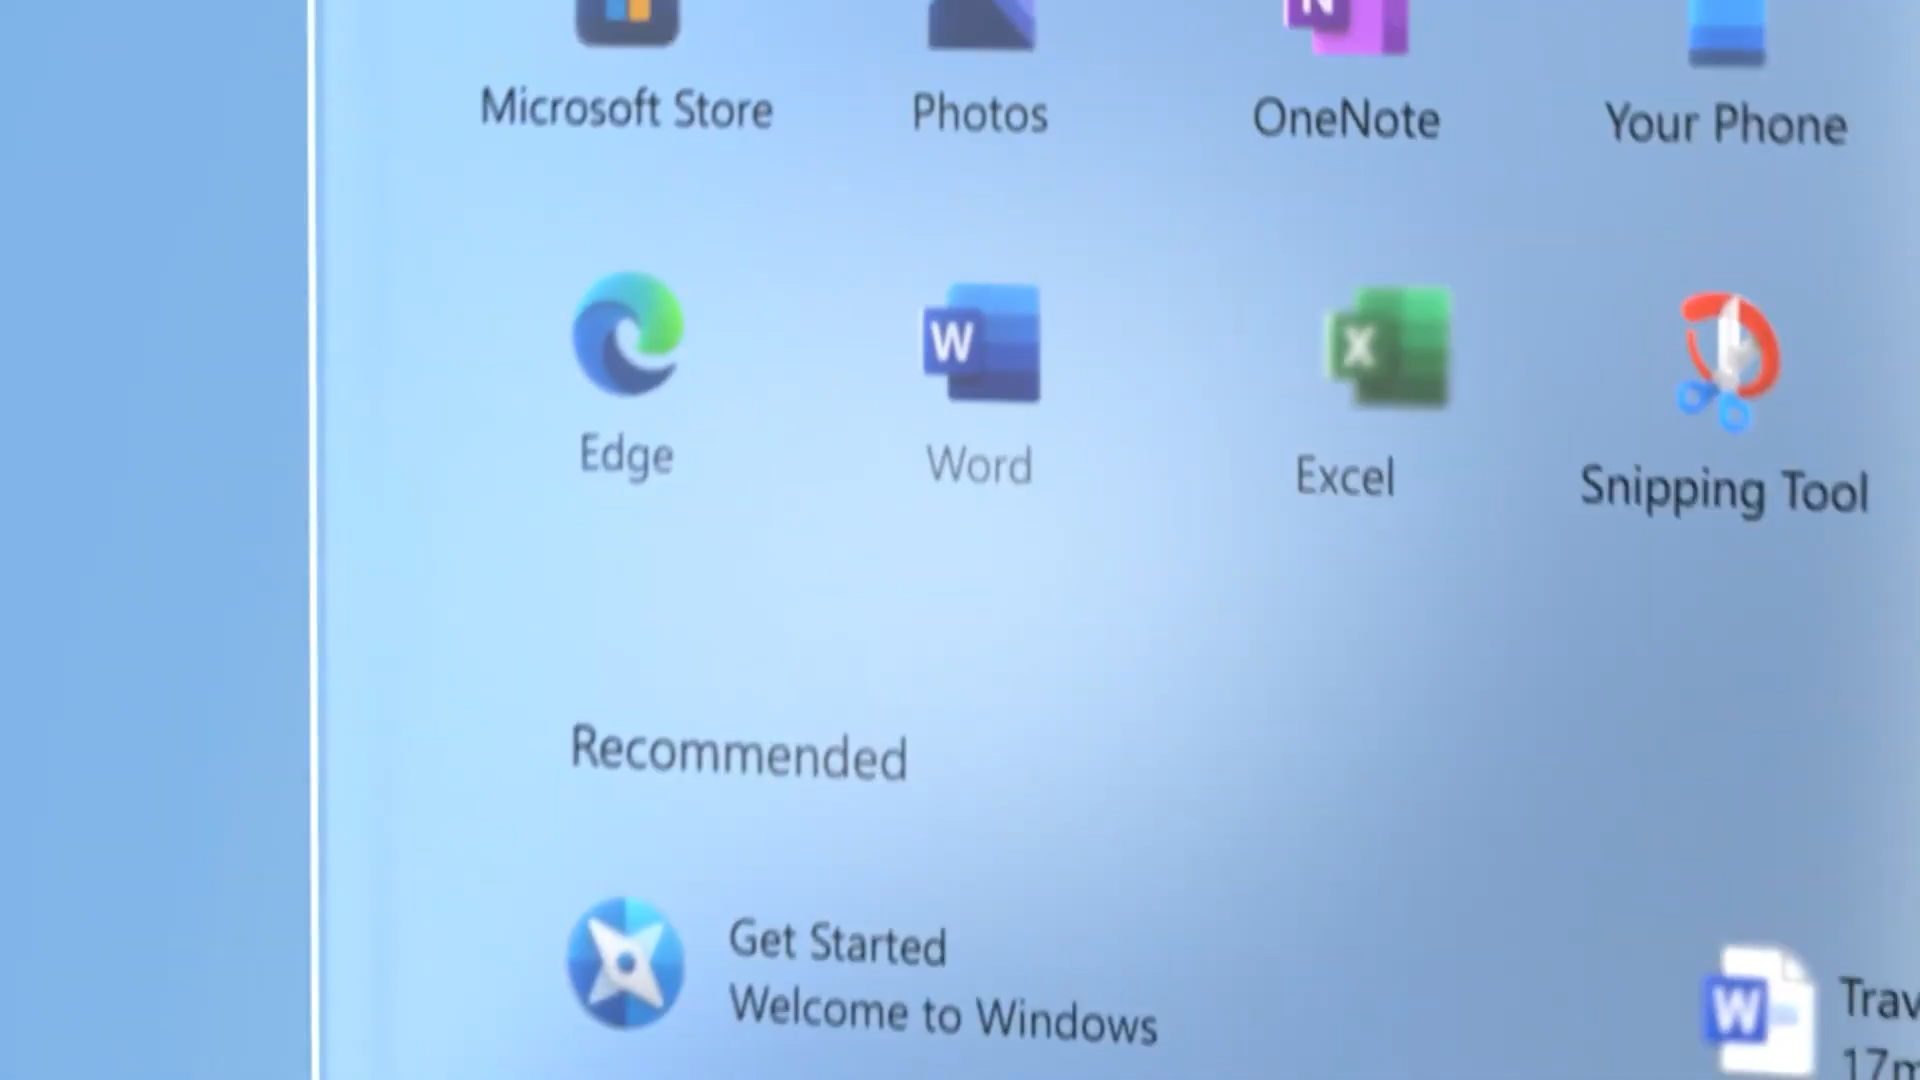 N
Microsoft Store
Photos
OneNote
Your Phone
Edge
W
Word
X
Excel
Snipping Tool
Recommended
Get Started
Welcome to Windows
W